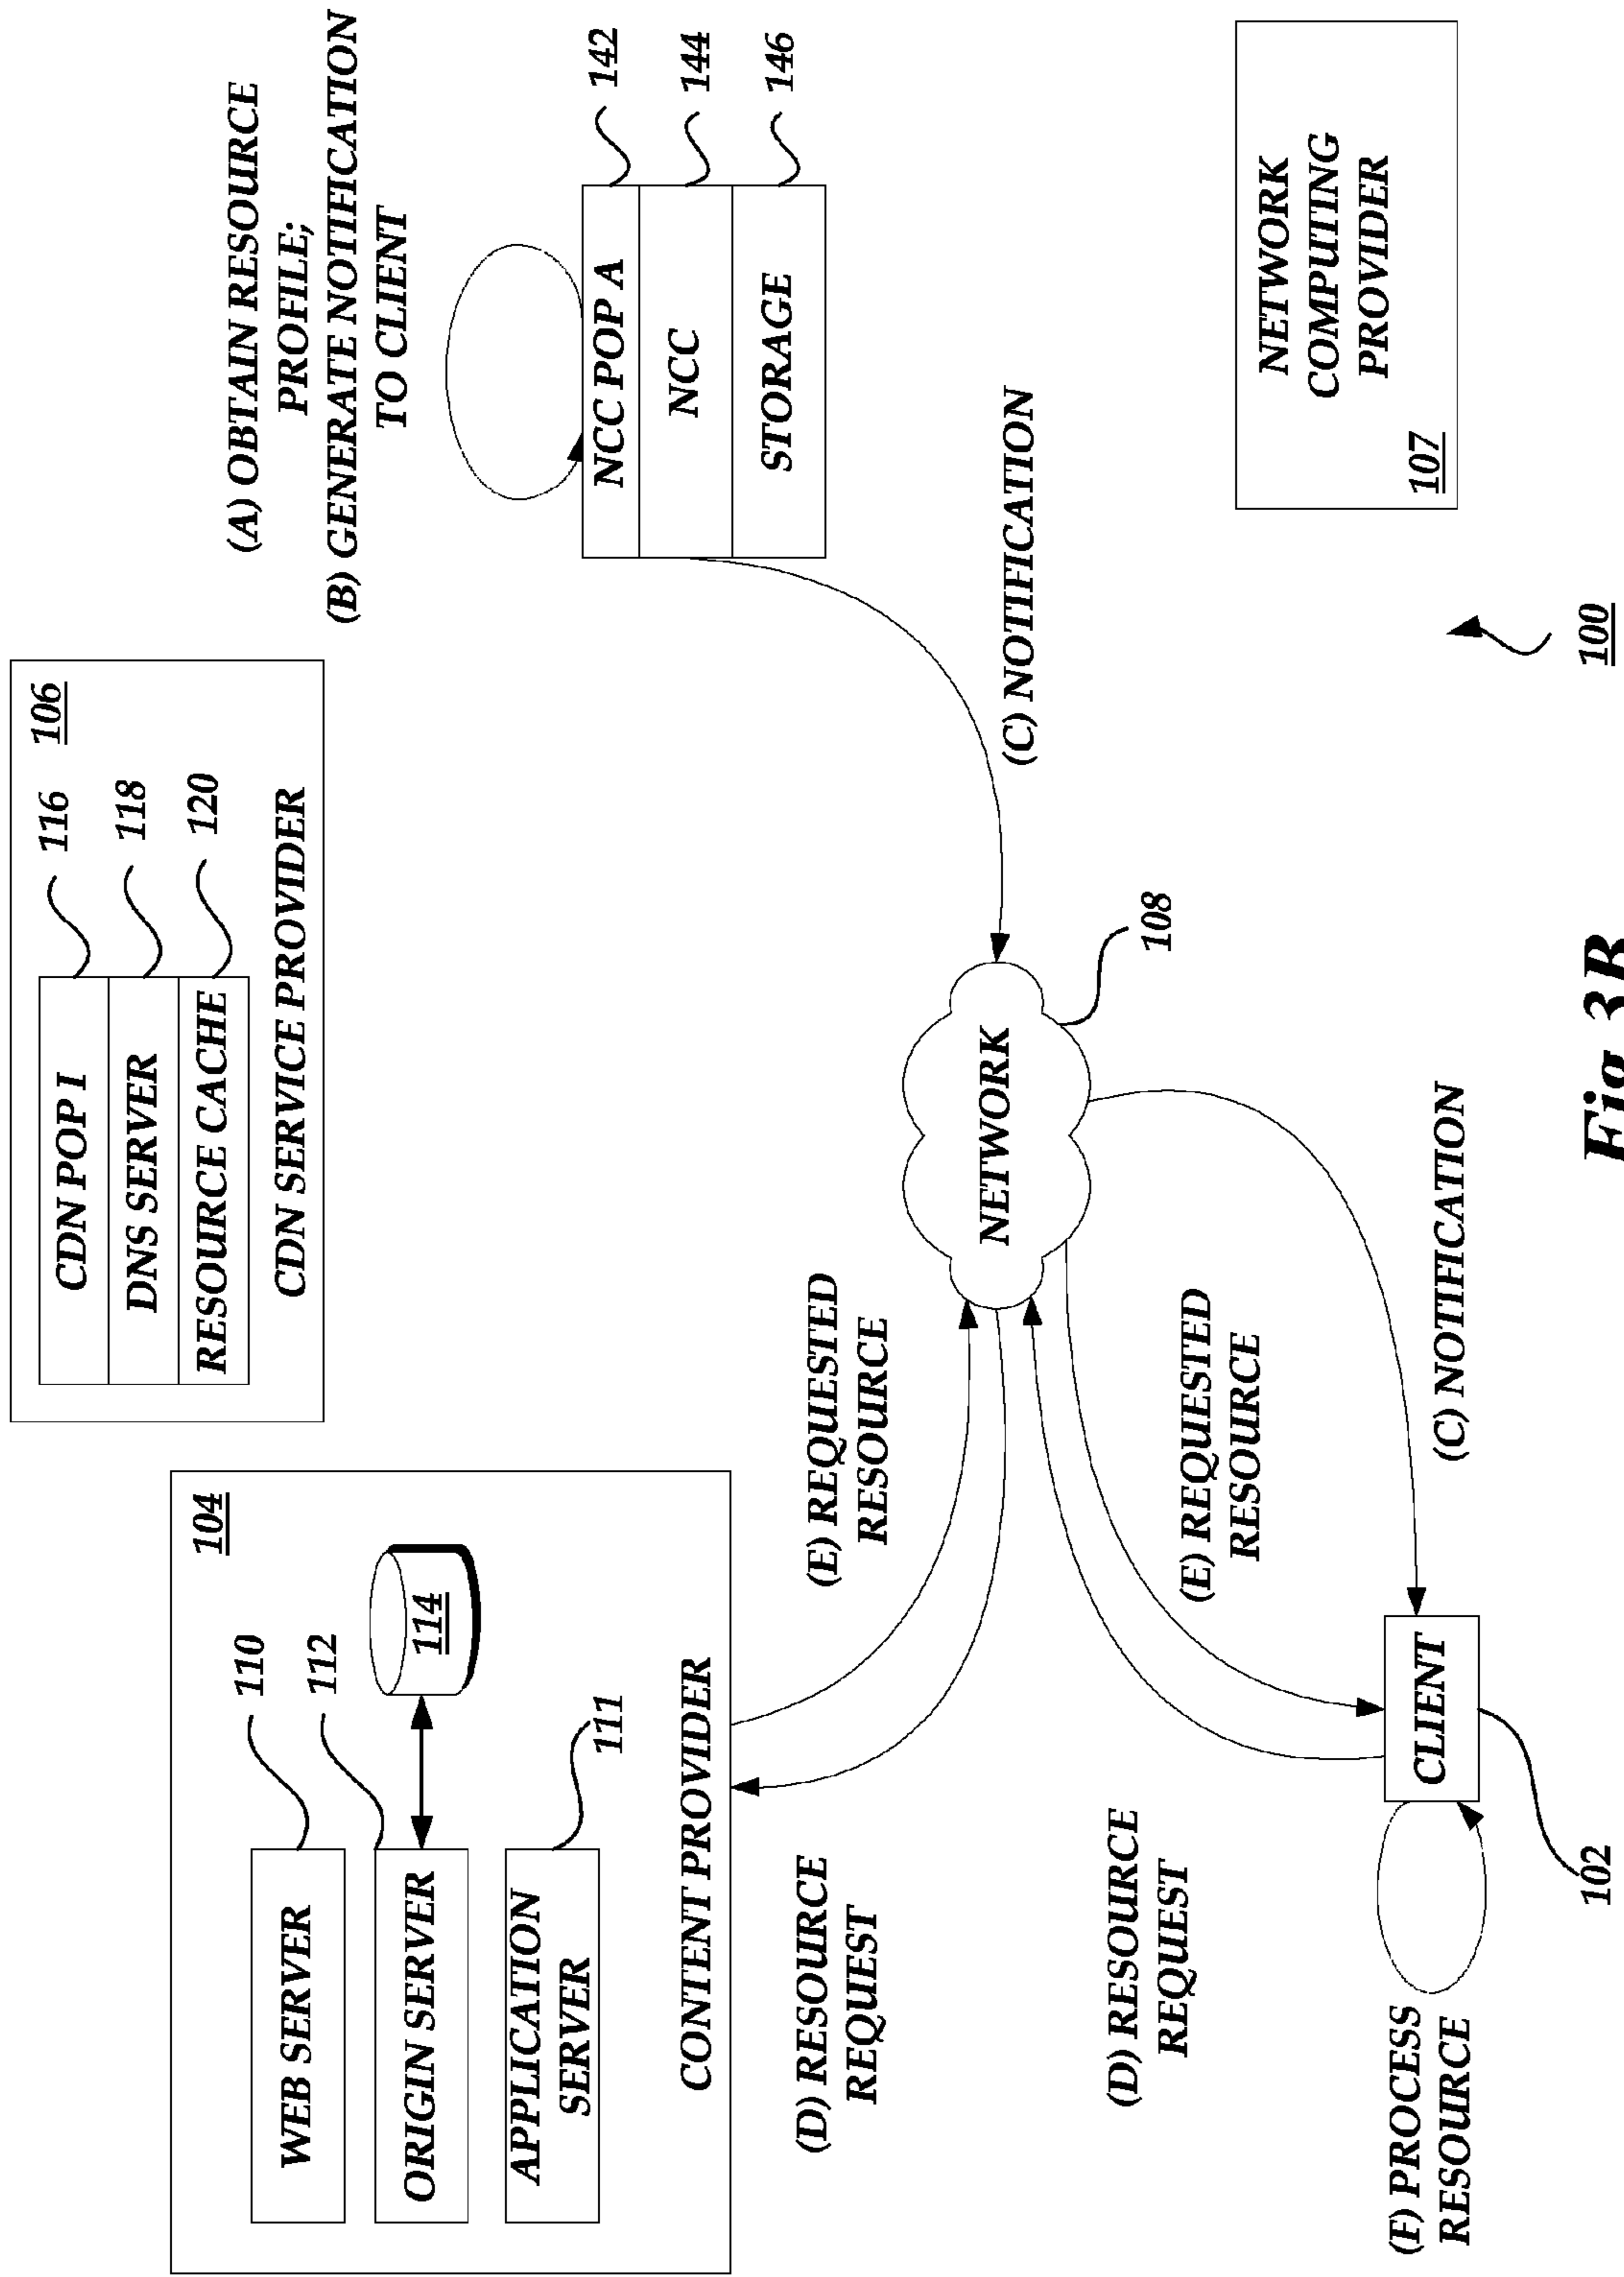 106
CDN POP I
116
DNS SERVER
118
RESOURCE CACHE
120
CDN SERVICE PROVIDER
104
WEB SERVER
110
ORIGIN SERVER
112
114
APPLICATION
SERVER
111
CONTENT PROVIDER
(A) OBTAIN RESOURCE
PROFILE;
(B) GENERATE NOTIFICATION
TO CLIENT
NCC POP A
142
NCC
144
STORAGE
146
(D) RESOURCE
REQUEST
(E) REQUESTED
RESOURCE
NETWORK
108
(C) NOTIFICATION
(D) RESOURCE
REQUEST
(E) REQUESTED
RESOURCE
NETWORK
COMPUTING
PROVIDER
107
(F) PROCESS
RESOURCE
CLIENT
102
(C) NOTIFICATION
100
Fig. 3B.